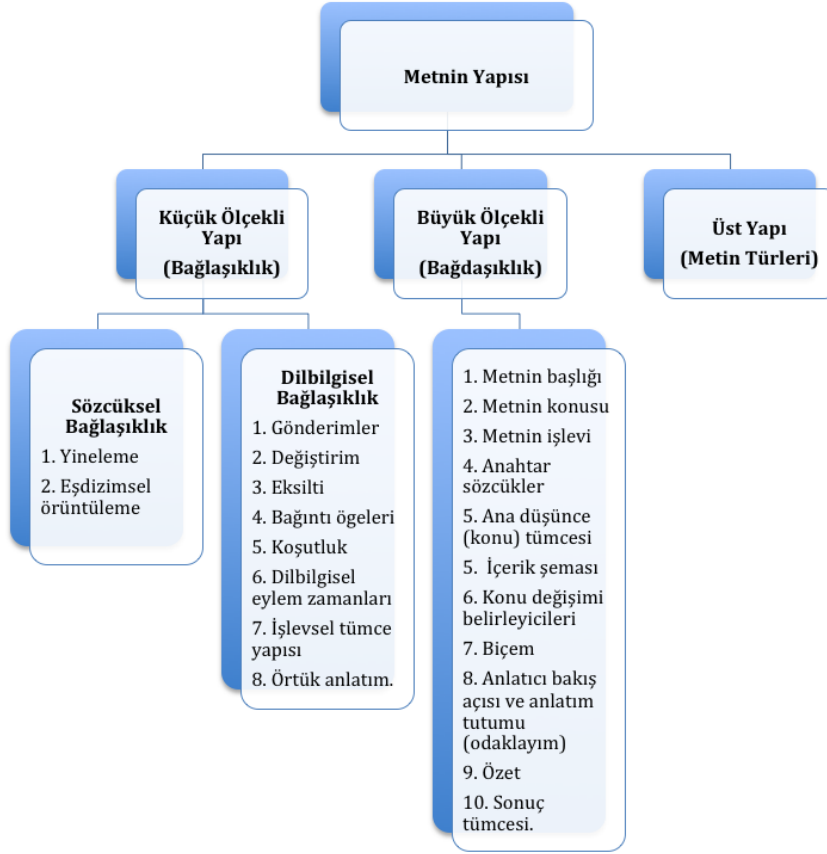 Metnin Yapısı
Küçük Ölçekli
Yapı
(Bağlaşıklık)
Büyük Ölçekli
Yapı
(Bağdaşıklık)
Üst Yapı
(Metin Türleri)
Sözcüksel
Bağlaşıklık
1. Yineleme
2. Eşdizimsel
örüntüleme
Dilbilgisel
Bağlaşıklık
1. Gönderimler
2. Değiştirim
3. Eksilti
4. Bağıntı ögeleri
5. Koşutluk
6. Dilbilgisel
eylem zamanları
7. İşlevsel tümce
yapısı
8. Örtük anlatım.
1. Metnin başlığı
2. Metnin konusu
3. Metnin işlevi
4. Anahtar
sözcükler
5. Ana düşünce
(konu) tümcesi
5. İçerik şeması
6. Konu değişimi
belirleyicileri
7. Biçem
8. Anlatıcı bakış
açısı ve anlatım
tutumu
(odaklayım)
9. Özet
10. Sonuç
tümcesi.